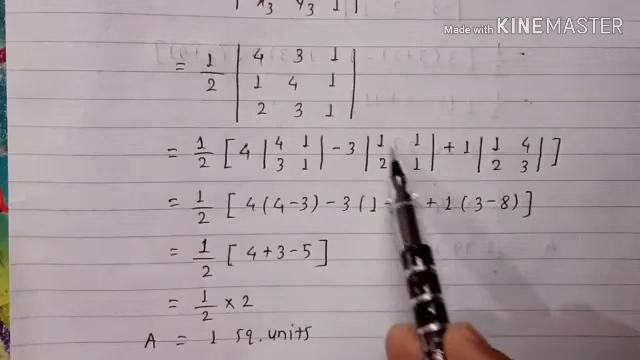 x3 y3 1
Made with KINEMASTER
= 1/2 | 4 3 1 |
| 1 4 1 |
| 2 3 1 |
= 1/2 [ 4 | 4 1 | - 3 | 1 1 | + 1 | 1 4 | ]
| 3 1 | | 2 1 | | 2 3 |
= 1/2 [ 4 ( 4 - 3 ) - 3 ( 1 - + 1 ( 3 - 8 ) ]
= 1/2 [ 4 + 3 - 5 ]
= 1/2 × 2
A = 1 sq. units